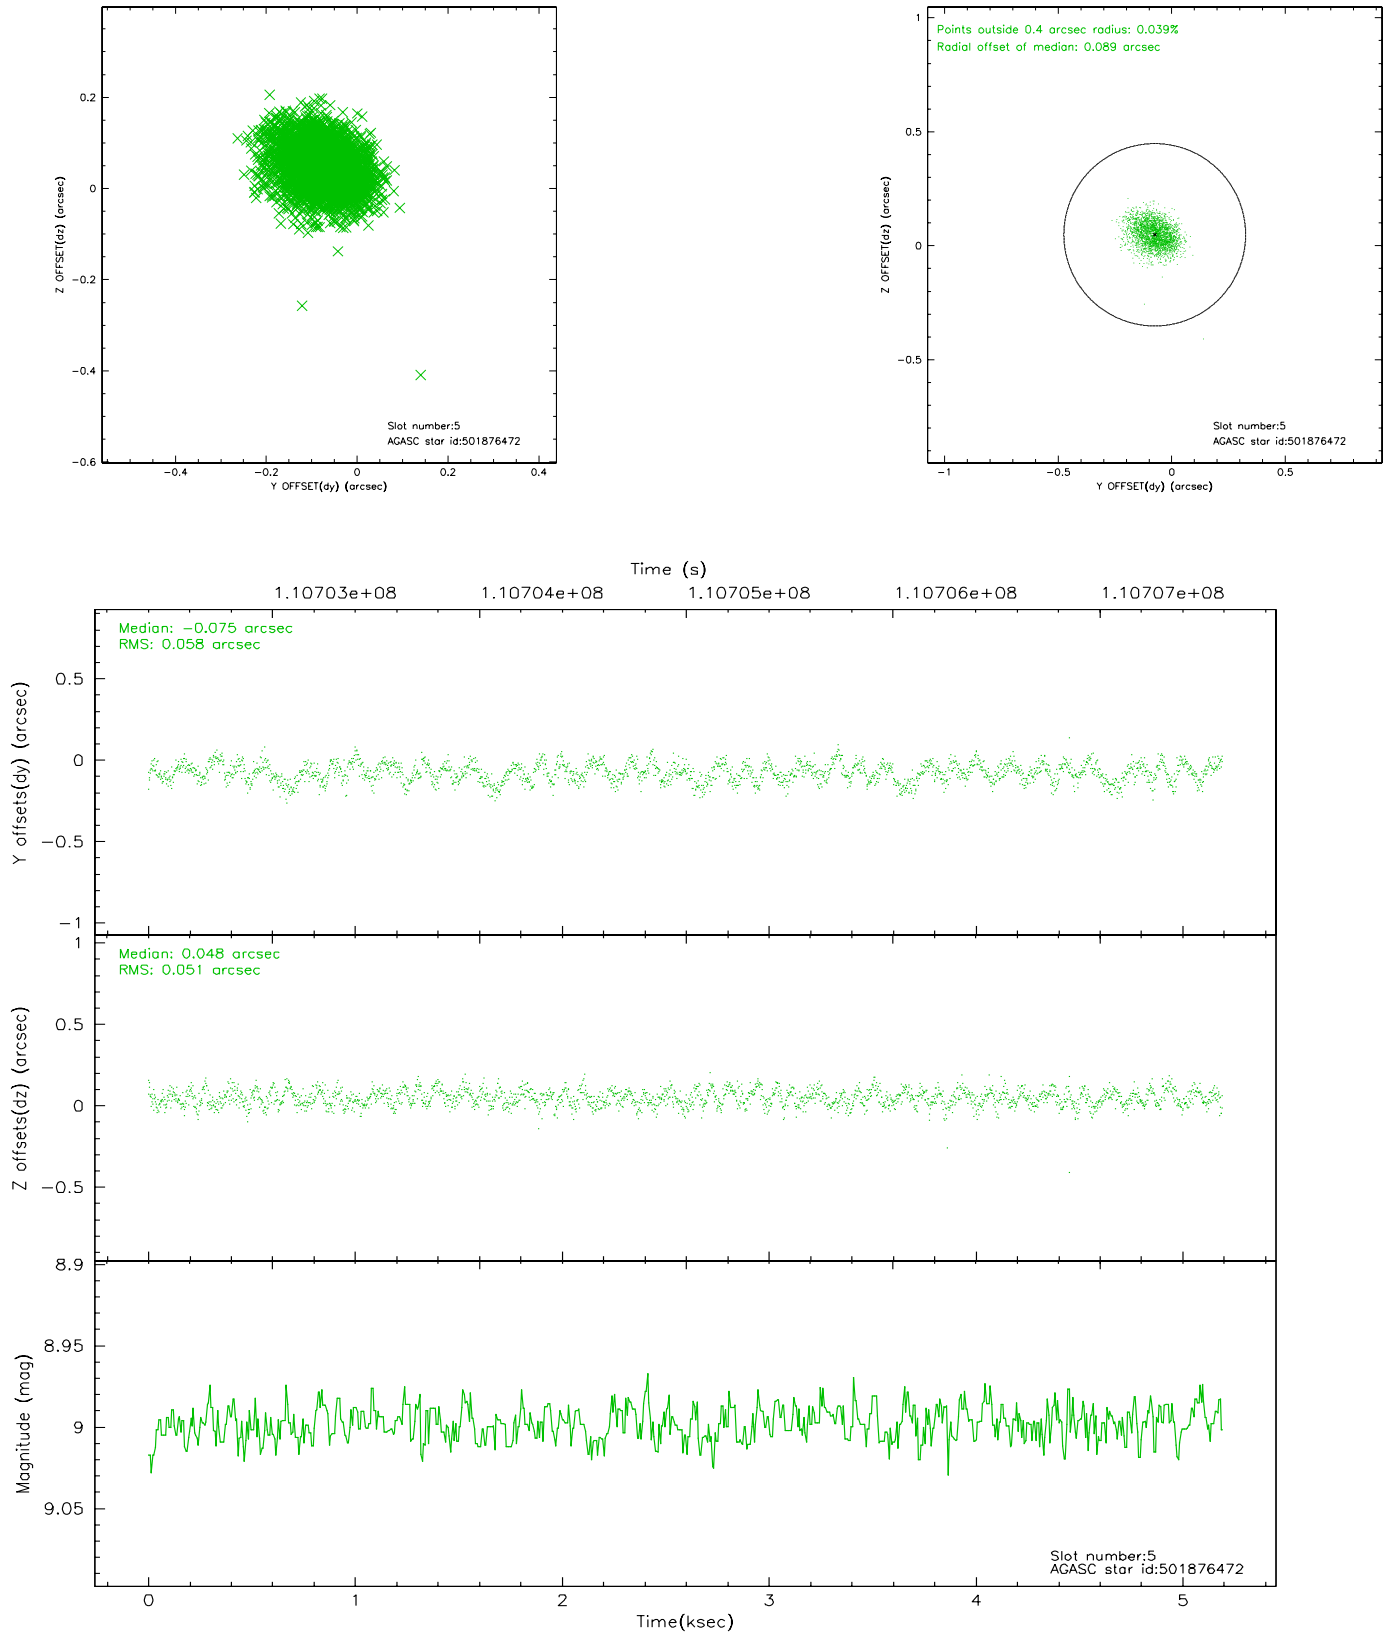 0.2
0
−0.2
−0.4
−0.6
Z OFFSET(dz) (arcsec)
Slot number:5
AGASC star id:501876472
−0.4
−0.2
0
0.2
0.4
Y OFFSET(dy) (arcsec)
Points outside 0.4 arcsec radius: 0.039%
Radial offset of median: 0.089 arcsec
1
0.5
0
−0.5
Z OFFSET(dz) (arcsec)
Slot number:5
AGASC star id:501876472
−1
−0.5
0
0.5
Y OFFSET(dy) (arcsec)
Time (s)
1.10703e+08
1.10704e+08
1.10705e+08
1.10706e+08
1.10707e+08
Median: −0.075 arcsec
RMS: 0.058 arcsec
0.5
0
−0.5
−1
Y offsets(dy) (arcsec)
Median: 0.048 arcsec
RMS: 0.051 arcsec
1
0.5
0
−0.5
Z offsets(dz) (arcsec)
8.9
8.95
9
9.05
Magnitude (mag)
Slot number:5
AGASC star id:501876472
0
1
2
3
4
5
Time(ksec)